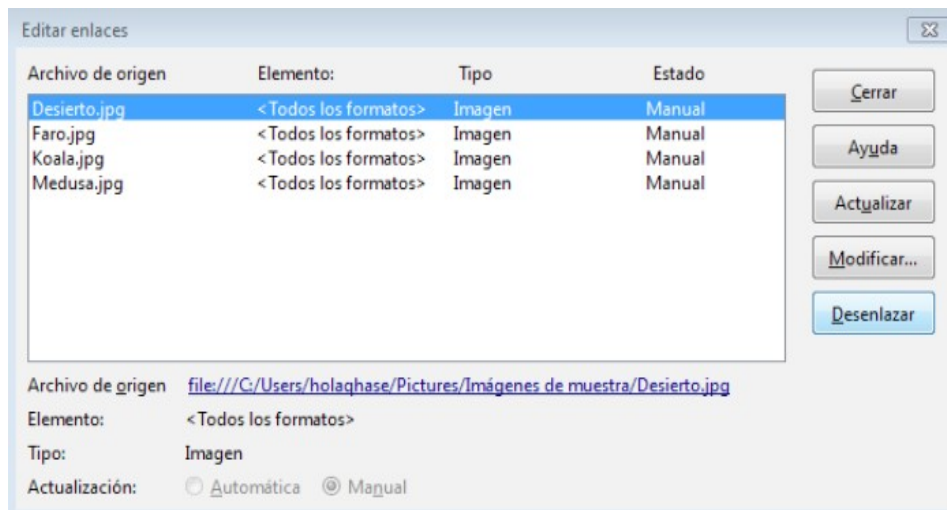 Editar enlaces
Archivo de origen Elemento: Tipo Estado
Desierto.jpg <Todos los formatos> Imagen Manual
Faro.jpg <Todos los formatos> Imagen Manual
Koala.jpg <Todos los formatos> Imagen Manual
Medusa.jpg <Todos los formatos> Imagen Manual
Cerrar
Ayuda
Actualizar
Modificar...
Desenlazar
Archivo de origen file:///C:/Users/holaqhase/Pictures/Imágenes de muestra/Desierto.jpg
Elemento: <Todos los formatos>
Tipo: Imagen
Actualización: Automática Manual